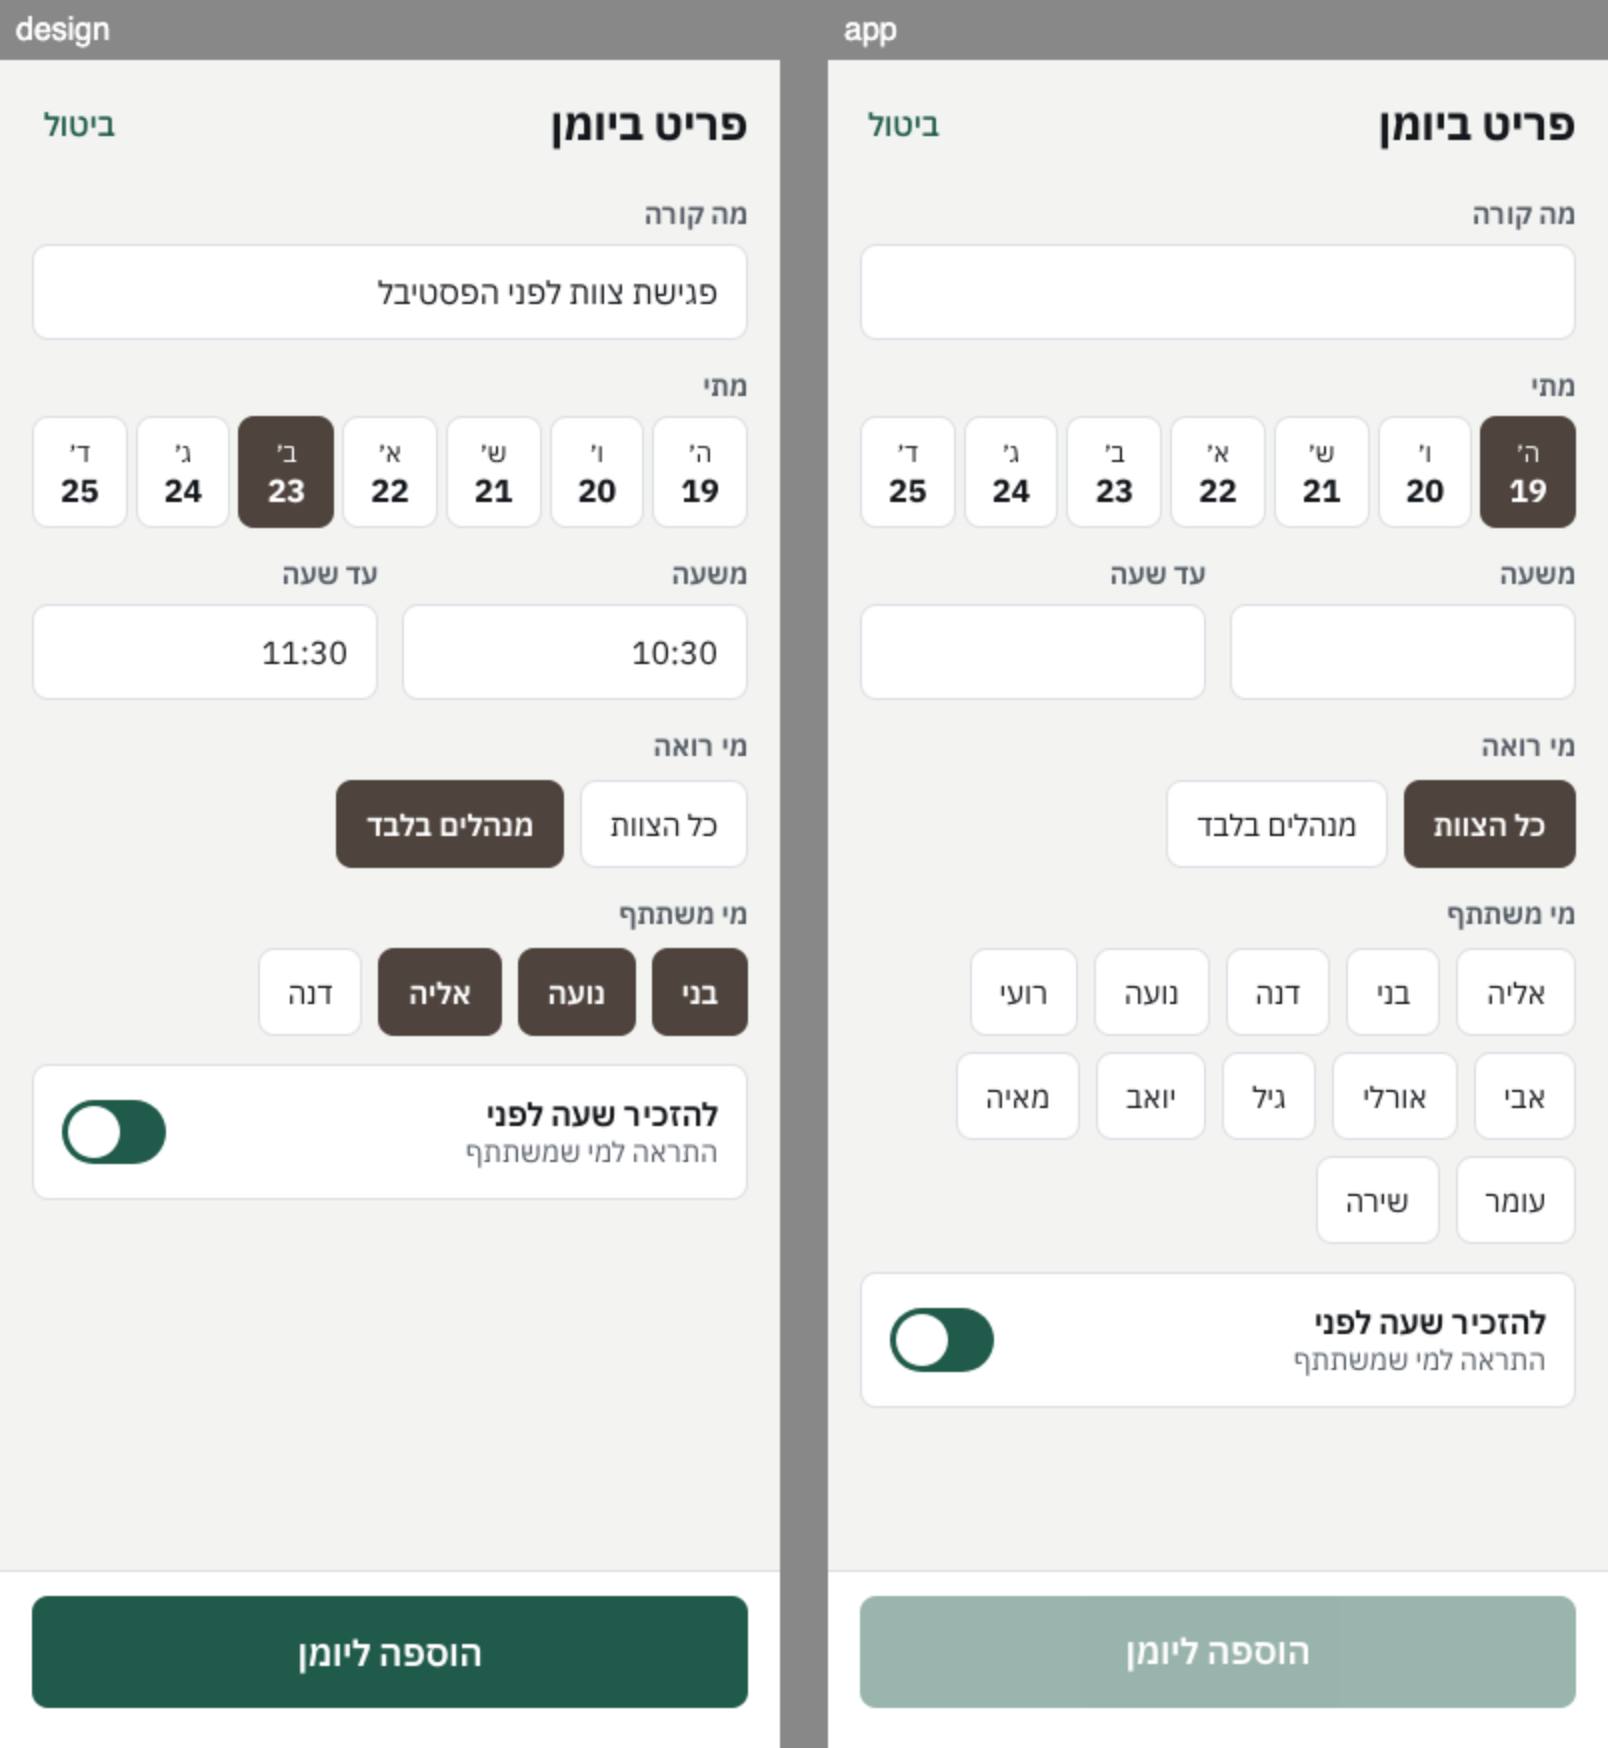 design
פריט ביומן
ביטול
מה קורה
פגישת צוות לפני הפסטיבל
מתי
ה׳ ו׳ ש׳ א׳ ב׳ ג׳ ד׳
19 20 21 22 23 24 25
משעה
עד שעה
10:30
11:30
מי רואה
כל הצוות
מנהלים בלבד
מי משתתף
בני נועה אליה דנה
להזכיר שעה לפני
התראה למי שמשתתף
הוספה ליומן
app
פריט ביומן
ביטול
מה קורה
מתי
ה׳ ו׳ ש׳ א׳ ב׳ ג׳ ד׳
19 20 21 22 23 24 25
משעה
עד שעה
מי רואה
כל הצוות
מנהלים בלבד
מי משתתף
אליה בני דנה נועה רועי
אבי אורלי גיל יואב מאיה
עומר שירה
להזכיר שעה לפני
התראה למי שמשתתף
הוספה ליומן